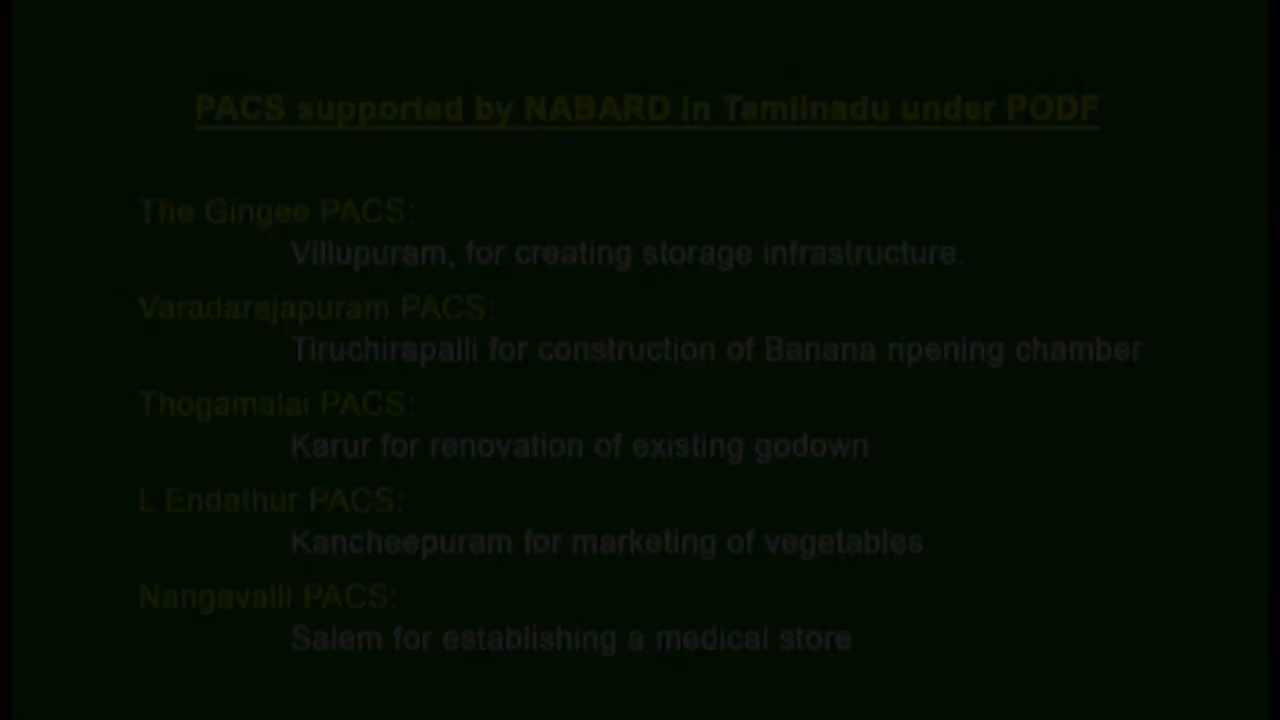 PACS supported by NABARD in Tamilnadu under PODF
The Gingee PACS:
Villupuram, for creating storage infrastructure.
Varadarajapuram PACS:
Tiruchirapalli for construction of Banana ripening chamber
Thogamalai PACS:
Karur for renovation of existing godown
L Endathur PACS:
Kancheepuram for marketing of vegetables
Nangavalli PACS:
Salem for establishing a medical store